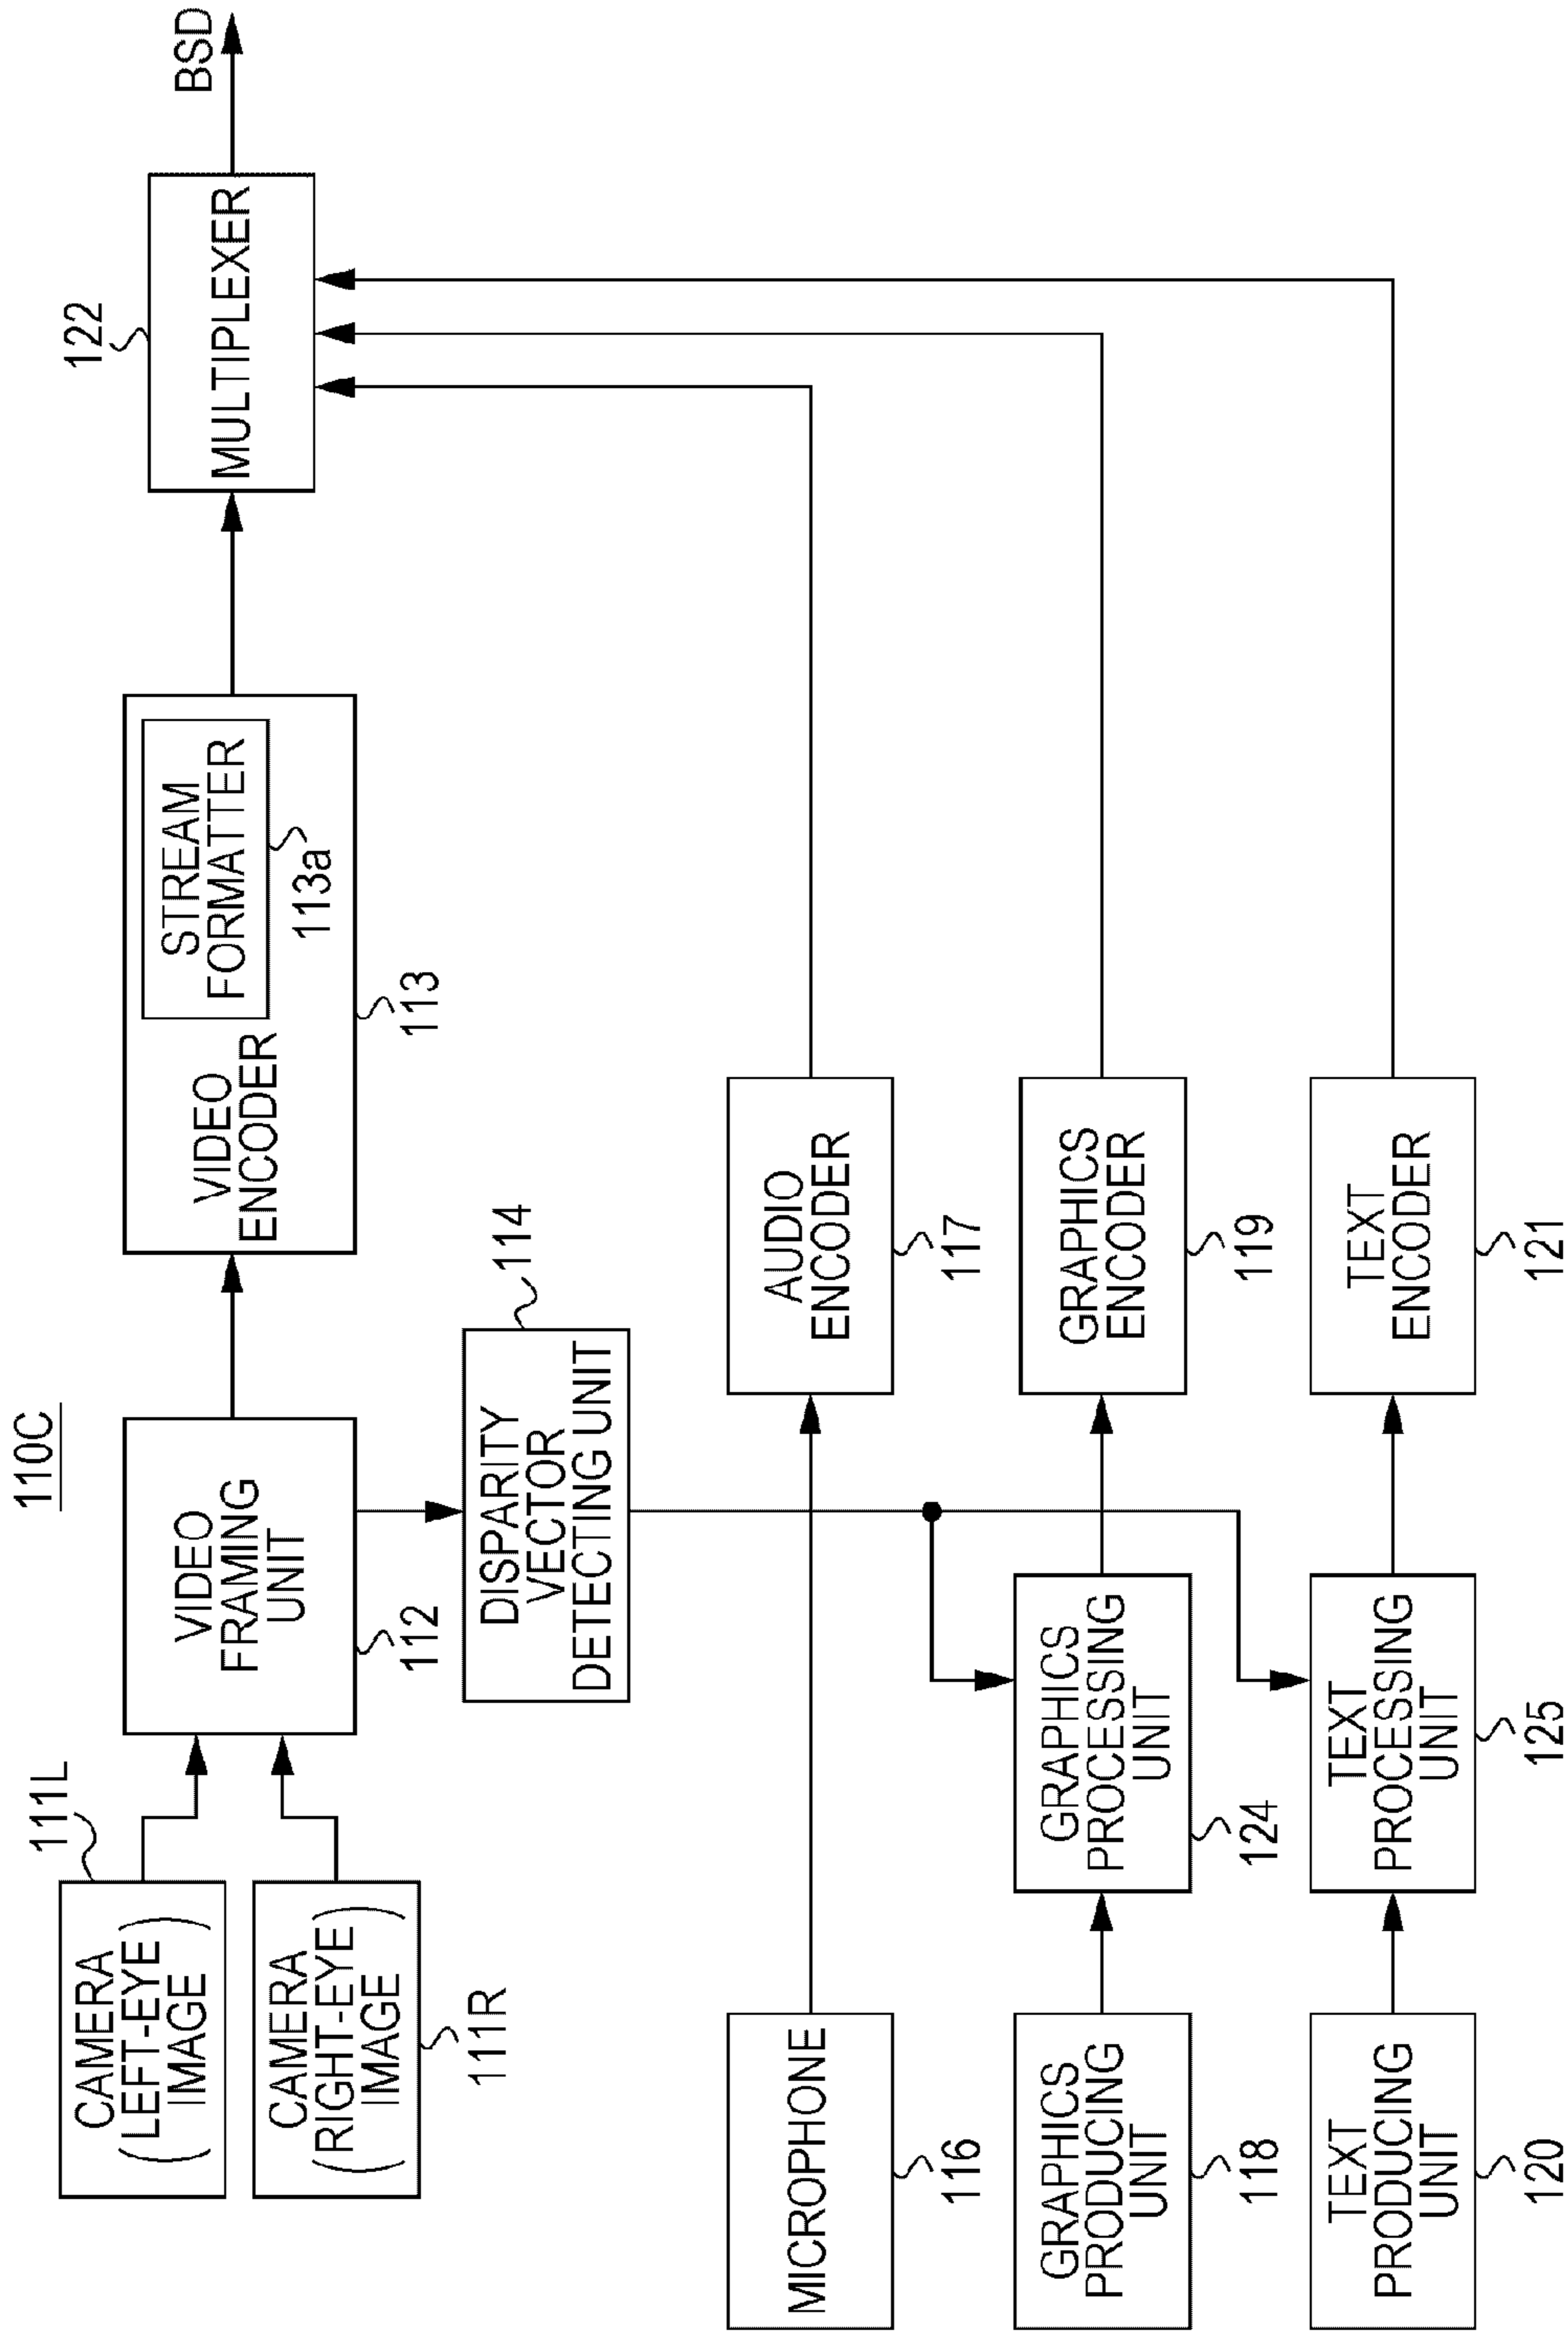 110C
CAMERA
(LEFT-EYE
IMAGE)
111L
CAMERA
(RIGHT-EYE
IMAGE)
111R
VIDEO
FRAMING
UNIT
112
VIDEO
ENCODER
STREAM
FORMATTER
113a
113
MULTIPLEXER
122
BSD
DISPARITY
VECTOR
DETECTING UNIT
114
MICROPHONE
116
AUDIO
ENCODER
117
GRAPHICS
PRODUCING
UNIT
118
GRAPHICS
PROCESSING
UNIT
124
GRAPHICS
ENCODER
119
TEXT
PRODUCING
UNIT
120
TEXT
PROCESSING
UNIT
125
TEXT
ENCODER
121